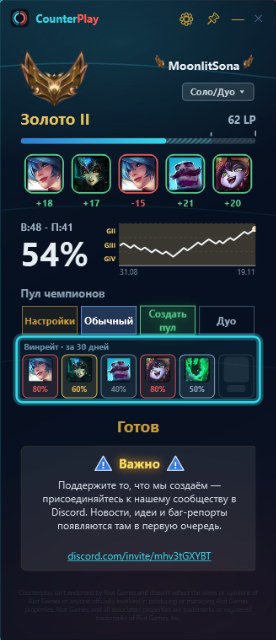 CounterPlay
MoonlitSona
Соло/Дуо
Золото II
62 LP
+18 +17 -15 +21 +20
В:48 - П:41
54%
GII
GIII
GIV
31.08 19.11
Пул чемпионов
Настройки Обычный Создать пул Дуо
Винрейт - за 30 дней
80% 60% 40% 80% 50%
Готов
Важно
Поддержите то, что мы создаём —
присоединяйтесь к нашему сообществу в
Discord. Новости, идеи и баг-репорты
появляются там в первую очередь.
discord.com/invite/mhv3tGXYBT